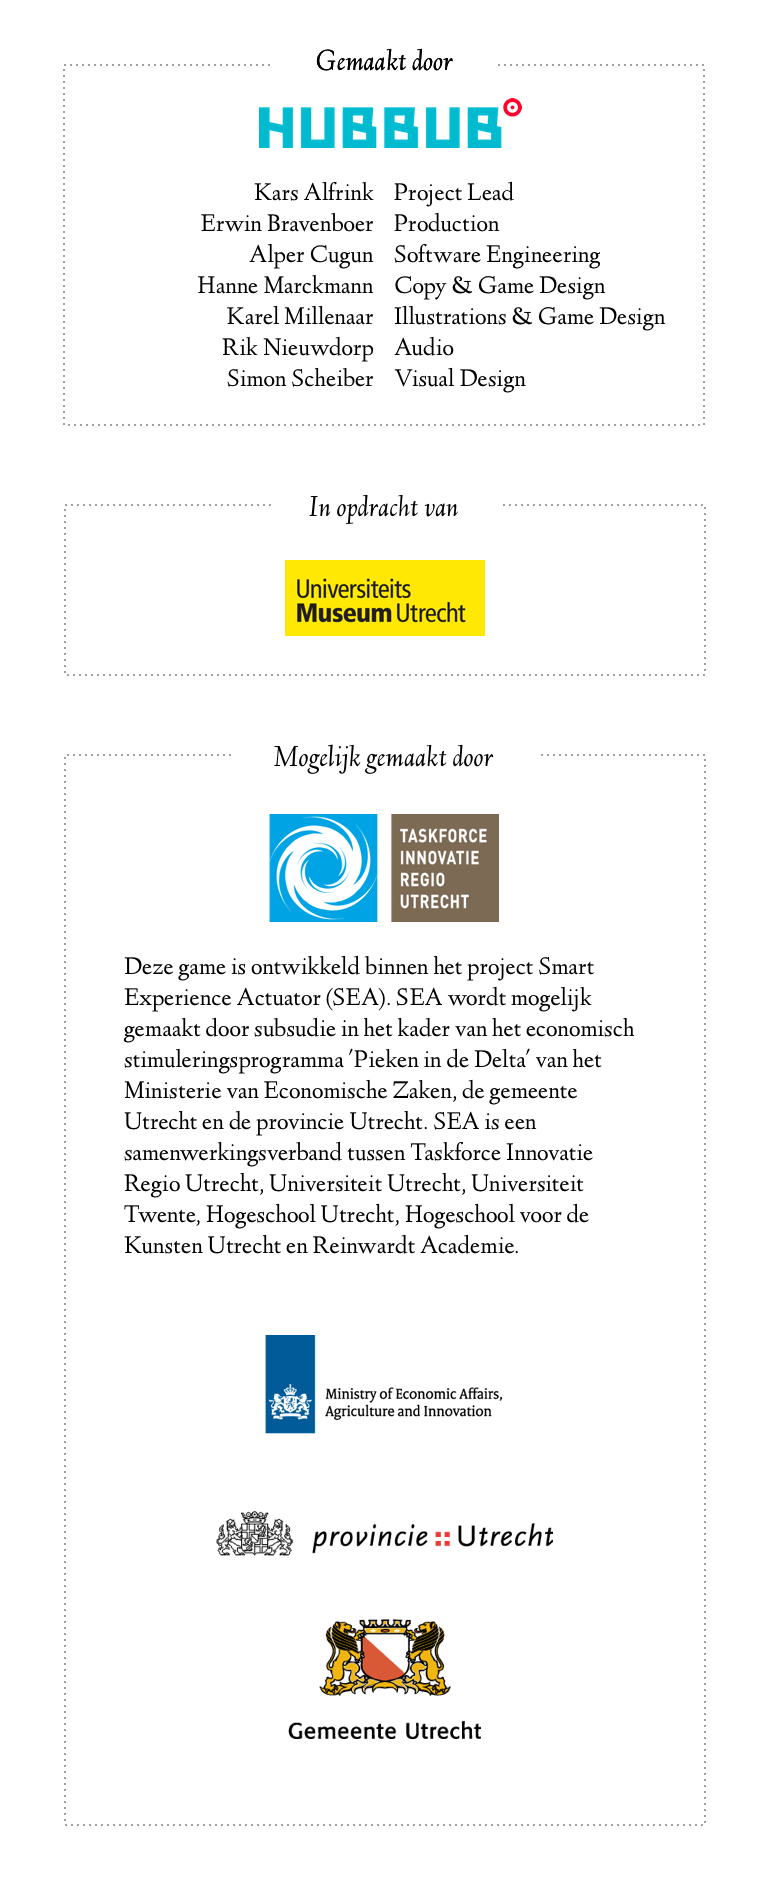 Gemaakt door
HUBBUB
Kars Alfrink Project Lead
Erwin Bravenboer Production
Alper Cugun Software Engineering
Hanne Marckmann Copy & Game Design
Karel Millenaar Illustrations & Game Design
Rik Nieuwdorp Audio
Simon Scheiber Visual Design
In opdracht van
Universiteits
Museum Utrecht
Mogelijk gemaakt door
TASKFORCE
INNOVATIE
REGIO
UTRECHT
Deze game is ontwikkeld binnen het project Smart
Experience Actuator (SEA). SEA wordt mogelijk
gemaakt door subsudie in het kader van het economisch
stimuleringsprogramma 'Pieken in de Delta' van het
Ministerie van Economische Zaken, de gemeente
Utrecht en de provincie Utrecht. SEA is een
samenwerkingsverband tussen Taskforce Innovatie
Regio Utrecht, Universiteit Utrecht, Universiteit
Twente, Hogeschool Utrecht, Hogeschool voor de
Kunsten Utrecht en Reinwardt Academie.
Ministry of Economic Affairs,
Agriculture and Innovation
provincie :: Utrecht
Gemeente Utrecht